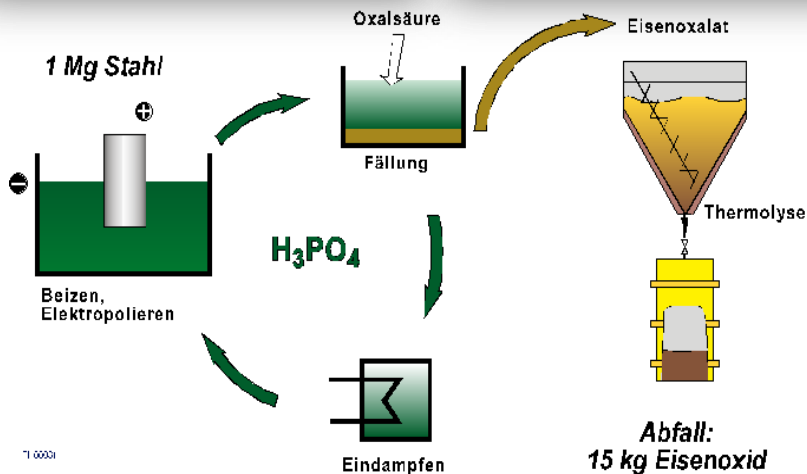 1 Mg Stahl
Oxalsäure
Eisenoxalat
+
−
Fällung
Thermolyse
H₃PO₄
Beizen,
Elektropolieren
Eindampfen
Abfall:
15 kg Eisenoxid